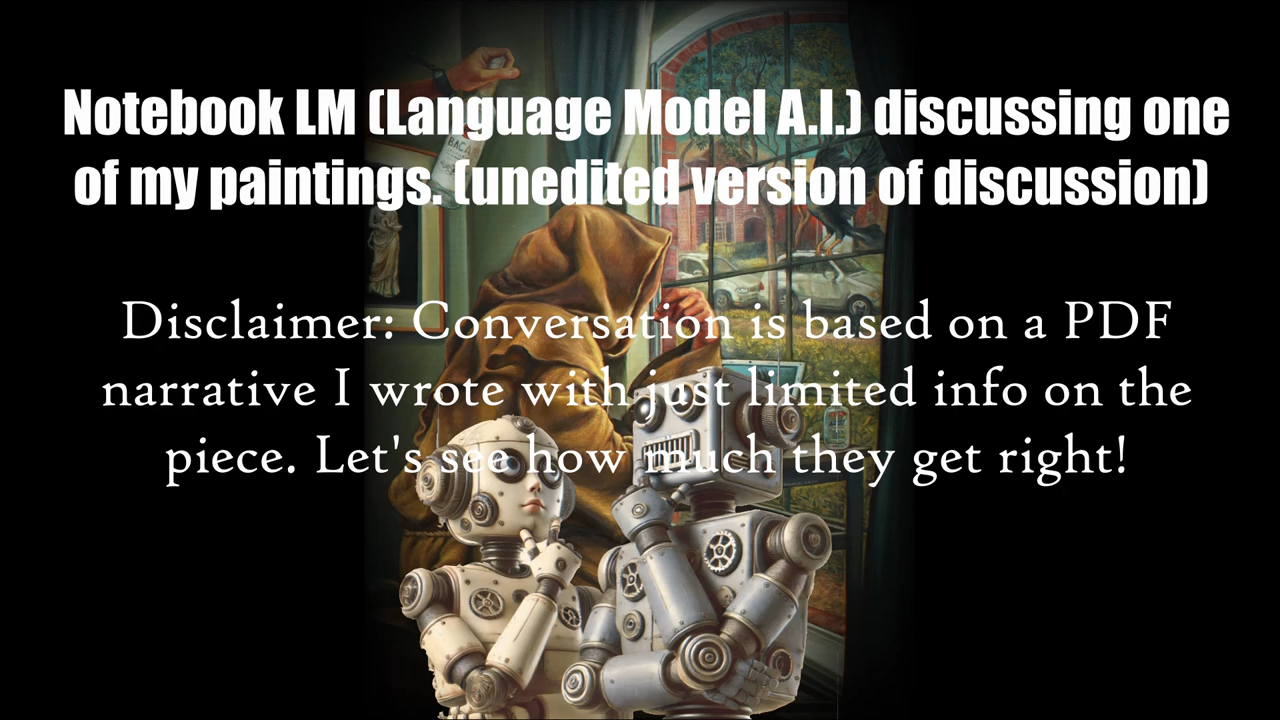 Notebook LM (Language Model A.I.) discussing one
of my paintings. (unedited version of discussion)
BACA
Disclaimer: Conversation is based on a PDF
narrative I wrote with just limited info on the
piece. Let's see how much they get right!